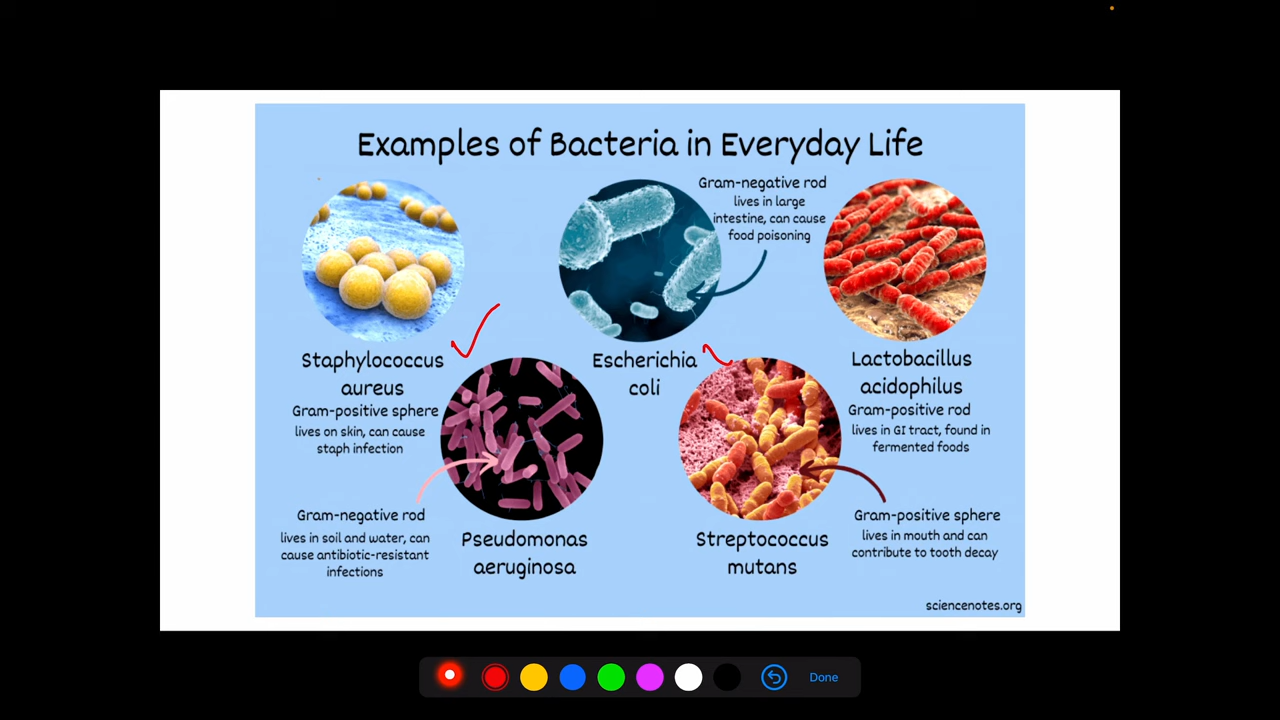 Examples of Bacteria in Everyday Life
Gram-negative rod
lives in large
intestine, can cause
food poisoning
Staphylococcus
aureus
Gram-positive sphere
lives on skin, can cause
staph infection
Escherichia
coli
Lactobacillus
acidophilus
Gram-positive rod
lives in GI tract, found in
fermented foods
Gram-negative rod
lives in soil and water, can
cause antibiotic-resistant
infections
Pseudomonas
aeruginosa
Streptococcus
mutans
Gram-positive sphere
lives in mouth and can
contribute to tooth decay
sciencenotes.org
Done